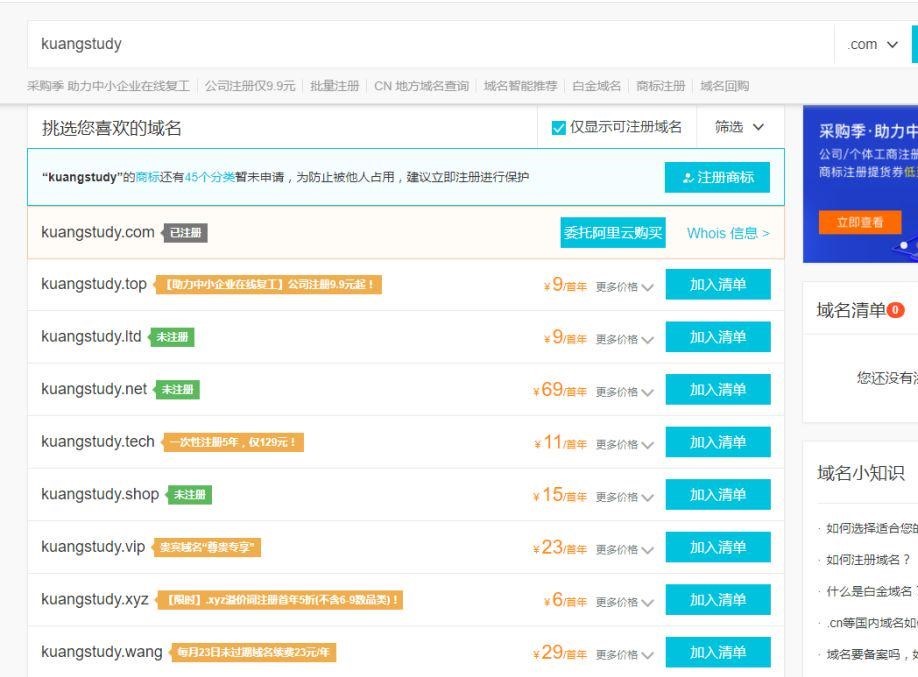 kuangstudy
.com
采购季 助力中小企业在线复工 公司注册仅9.9元 批量注册 CN 地方域名查询 域名智能推荐 白金域名 商标注册 域名回购
挑选您喜欢的域名 仅显示可注册域名 筛选
“kuangstudy”的商标还有45个分类暂未申请，为防止被他人占用，建议立即注册进行保护 注册商标
kuangstudy.com 已注册 委托阿里云购买 Whois 信息 >
kuangstudy.top 【助力中小企业在线复工】公司注册9.9元起！ ¥9/首年 更多价格 加入清单
kuangstudy.ltd 未注册 ¥9/首年 更多价格 加入清单
kuangstudy.net 未注册 ¥69/首年 更多价格 加入清单
kuangstudy.tech 一次性注册5年，仅129元！ ¥11/首年 更多价格 加入清单
kuangstudy.shop 未注册 ¥15/首年 更多价格 加入清单
kuangstudy.vip 贵宾域名“尊贵专享” ¥23/首年 更多价格 加入清单
kuangstudy.xyz 【限时】.xyz溢价词注册首年5折(不含6-9数品类)！ ¥6/首年 更多价格 加入清单
kuangstudy.wang 每月23日未过期域名续费23元/年 ¥29/首年 更多价格 加入清单
采购季·助力中
公司/个体工商注册
商标注册提货券低
立即查看
域名清单 0
您还没有
域名小知识
· 如何选择适合您的
· 如何注册域名？
· 什么是白金域名？
· .cn等国内域名如
· 域名要备案吗，